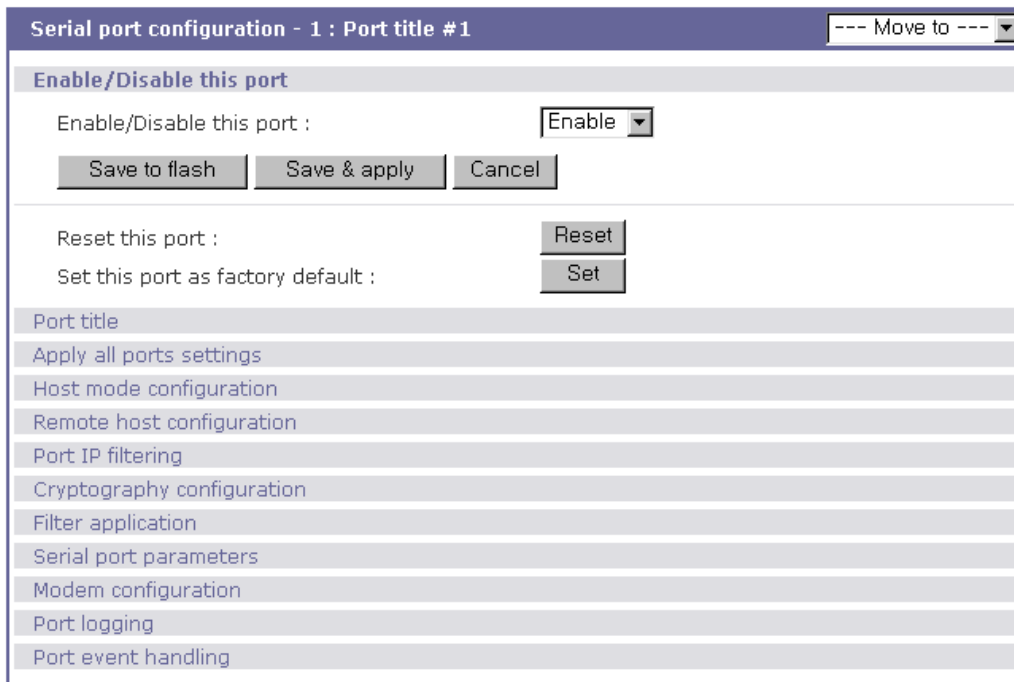 Serial port configuration - 1 : Port title #1 --- Move to ---
Enable/Disable this port
Enable/Disable this port : Enable
Save to flash Save & apply Cancel
Reset this port : Reset
Set this port as factory default : Set
Port title
Apply all ports settings
Host mode configuration
Remote host configuration
Port IP filtering
Cryptography configuration
Filter application
Serial port parameters
Modem configuration
Port logging
Port event handling